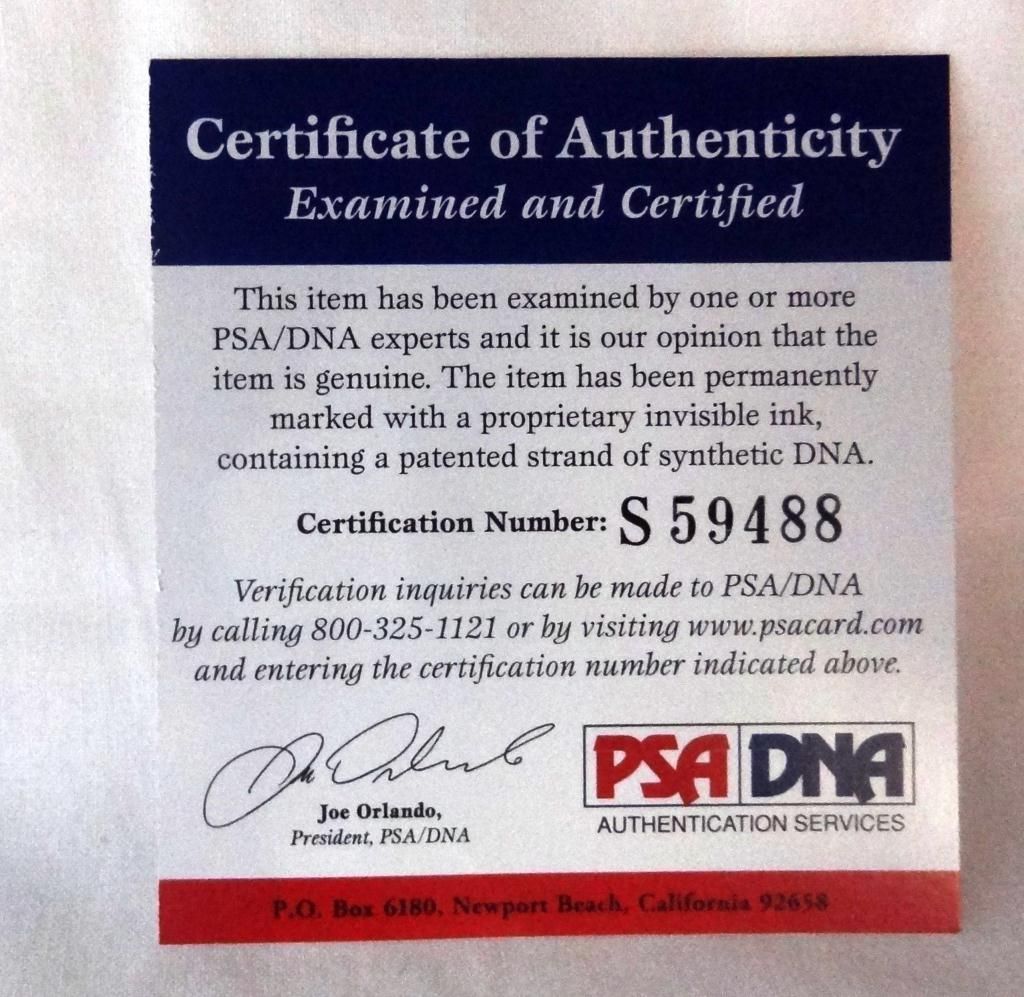 Certificate of Authenticity
Examined and Certified
This item has been examined by one or more
PSA/DNA experts and it is our opinion that the
item is genuine. The item has been permanently
marked with a proprietary invisible ink,
containing a patented strand of synthetic DNA.
Certification Number: S 59488
Verification inquiries can be made to PSA/DNA
by calling 800-325-1121 or by visiting www.psacard.com
and entering the certification number indicated above.
Joe Orlando,
President, PSA/DNA
PSA DNA
AUTHENTICATION SERVICES
P.O. Box 6180, Newport Beach, California 92658